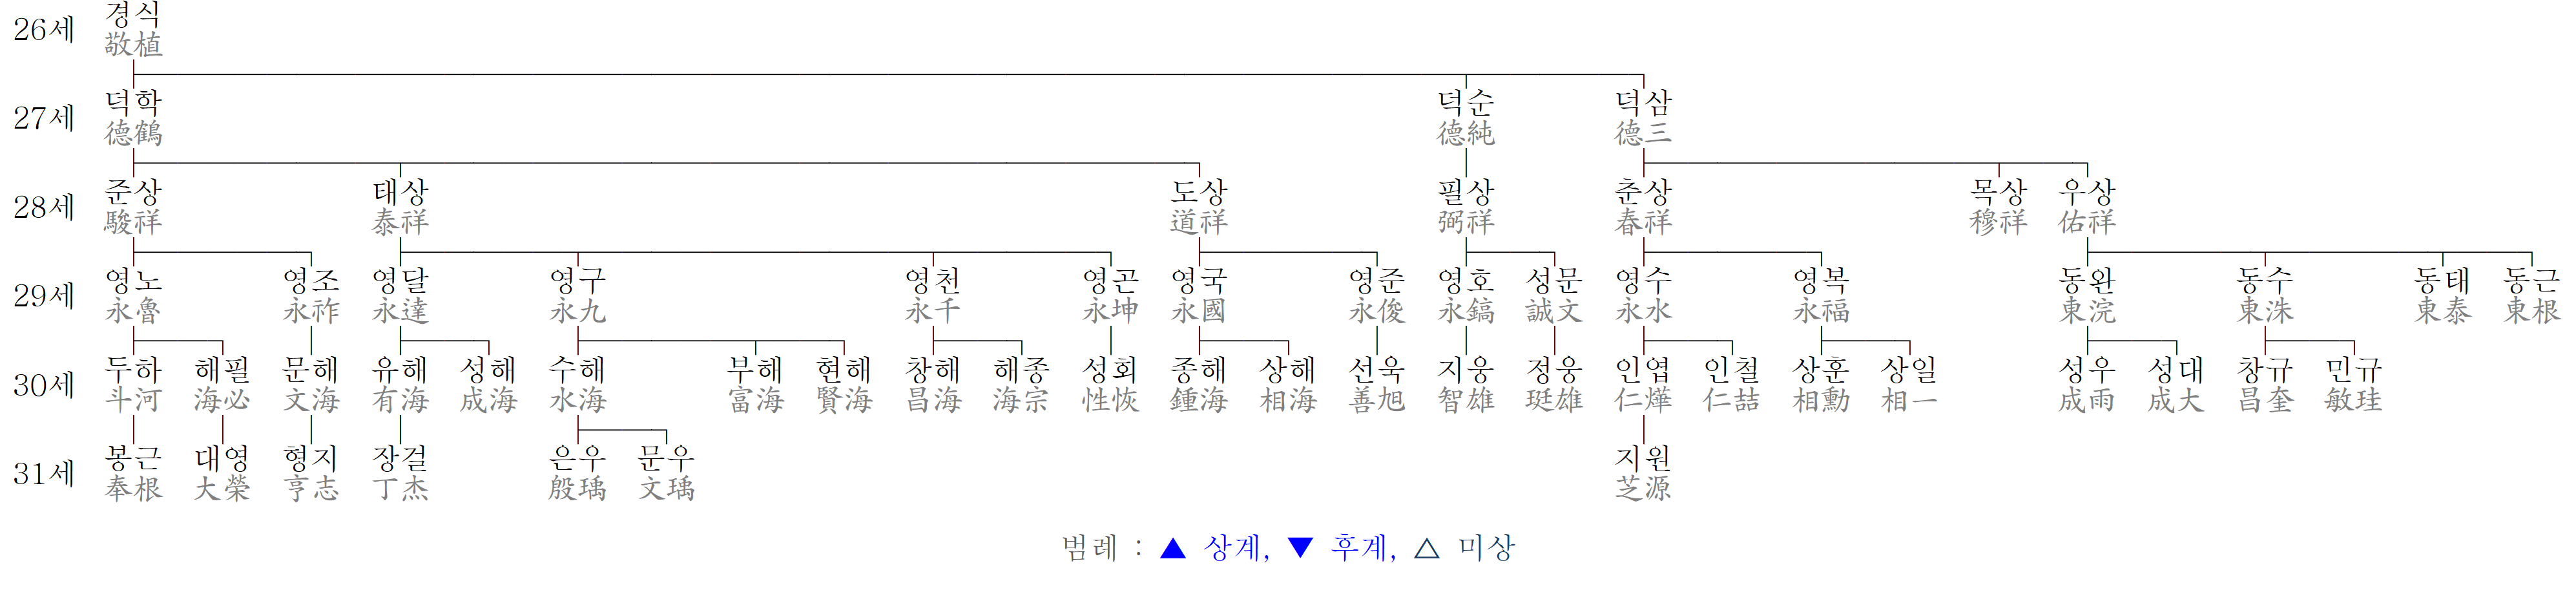 경식
26세
敬植
덕학 덕순 덕삼
27세
德鶴 德純 德三
준상 태상 도상 필상 춘상 목상 우상
28세
駿祥 泰祥 道祥 弼祥 春祥 穆祥 佑祥
영노 영조 영달 영구 영천 영곤 영국 영준 영호 성문 영수 영복 동완 동수 동태 동근
29세
永魯 永祚 永達 永九 永千 永坤 永國 永俊 永鎬 誠文 永水 永福 東浣 東洙 東泰 東根
두하 해필 문해 유해 성해 수해 부해 현해 창해 해종 성회 종해 상해 선욱 지웅 정웅 인엽 인철 상훈 상일 성우 성대 창규 민규
30세
斗河 海必 文海 有海 成海 水海 富海 賢海 昌海 海宗 性恢 鍾海 相海 善旭 智雄 珽雄 仁燁 仁喆 相勳 相一 成雨 成大 昌奎 敏珪
봉근 대영 형지 장걸 은우 문우 지원
31세
奉根 大榮 亨志 丁杰 殷瑀 文瑀 芝源
범례 : ▲ 상계, ▼ 후계, △ 미상